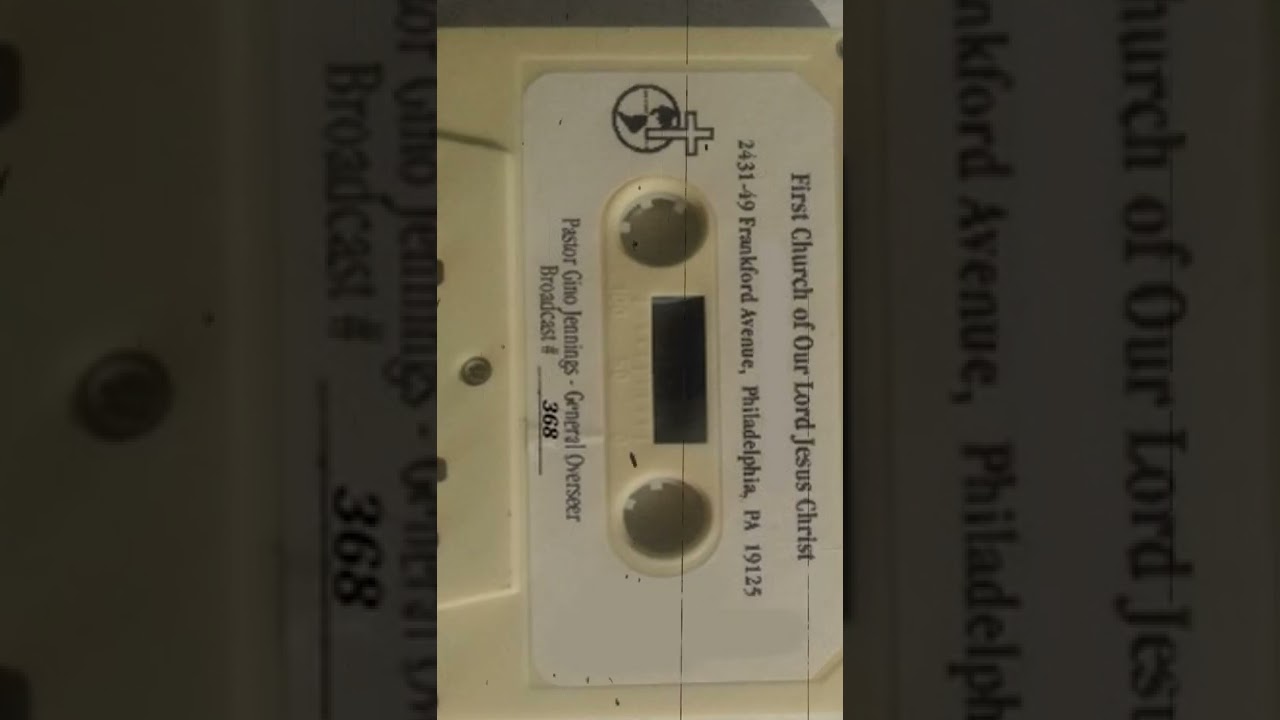 First Church of Our Lord Jesus Christ
2431-49 Frankford Avenue, Philadelphia, PA 19125
Pastor Gino Jennings - General Overseer
Broadcast # 368